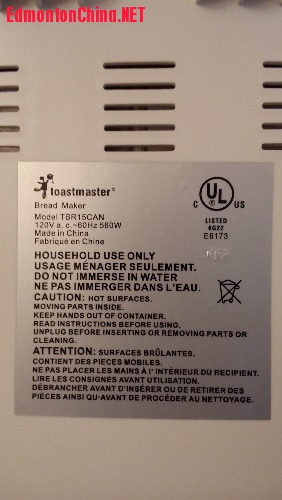 EdmontonChina.NET
toastmaster®
Bread Maker
Model TBR15CAN
120V a.c.~60Hz 560W
Made in China
Fabriqué en Chine
C UL® US
LISTED
6G22
E6173
HOUSEHOLD USE ONLY
USAGE MÉNAGER SEULEMENT.
DO NOT IMMERSE IN WATER
NE PAS IMMERGER DANS L'EAU.
CAUTION: HOT SURFACES.
MOVING PARTS INSIDE.
KEEP HANDS OUT OF CONTAINER.
READ INSTRUCTIONS BEFORE USING.
UNPLUG BEFORE INSERTING OR REMOVING PARTS OR
CLEANING.
ATTENTION: SURFACES BRÛLANTES.
CONTIENT DES PIECES MOBILES.
NE PAS PLACER LES MAINS À l' INTÉRIEUR DU RECIPIENT.
LIRE LES CONSIGNES AVANT UTILISATION.
DÉBRANCHER AVANT D'INSÉRER OU DE RETIRER DES
PIÈCES AINSI QU'AVANT DE PROCÉDER AU NETTOYAGE.